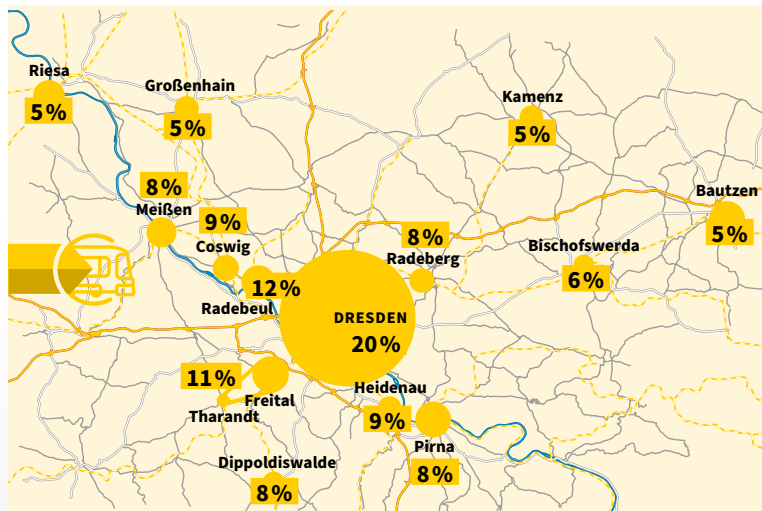 Riesa
5 %
Großenhain
5 %
Kamenz
5 %
8 %
Meißen
9 %
Coswig
Bautzen
5 %
8 %
Radeberg
Bischofswerda
6 %
12 %
Radebeul
DRESDEN
20 %
11 %
Freital
Tharandt
Heidenau
9 %
Pirna
8 %
Dippoldiswalde
8 %